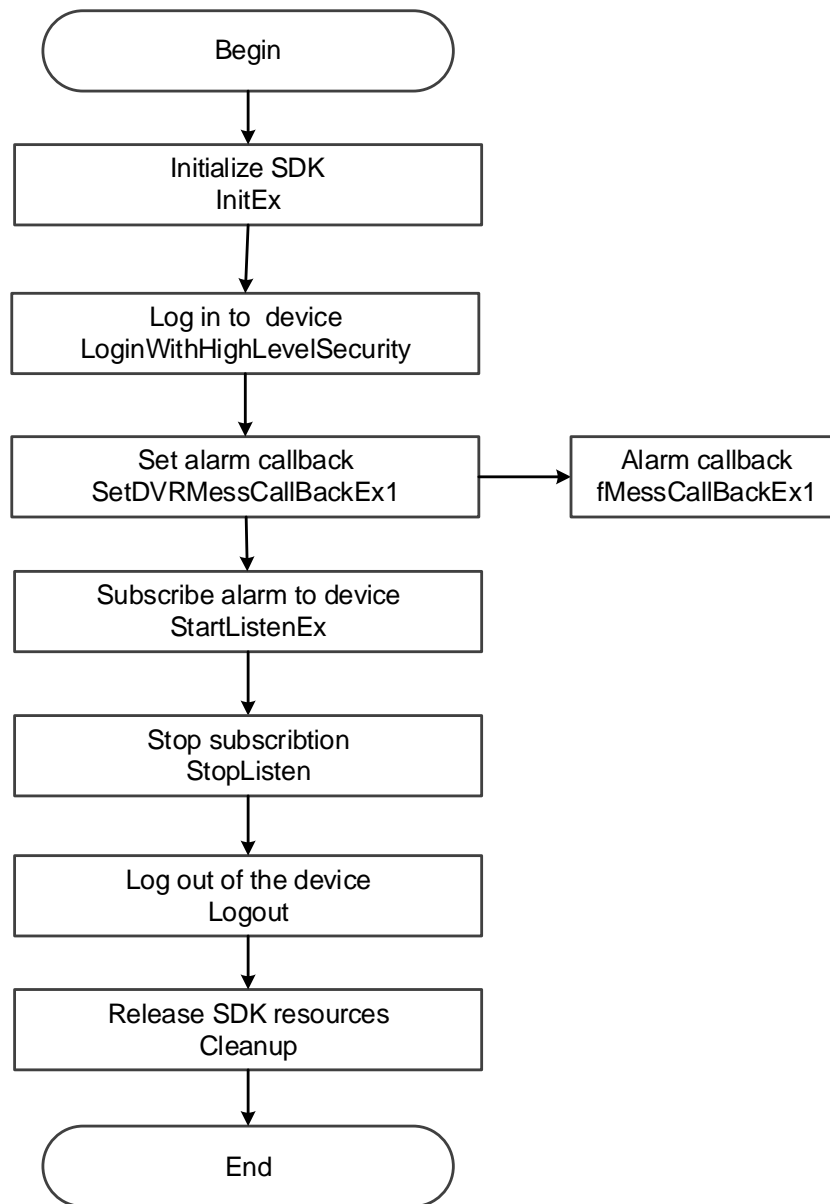 Begin
Initialize SDK
InitEx
Log in to  device
LoginWithHighLevelSecurity
Set alarm callback
SetDVRMessCallBackEx1
Alarm callback
fMessCallBackEx1
Subscribe alarm to device
StartListenEx
Stop subscribtion
StopListen
Log out of the device
Logout
Release SDK resources
Cleanup
End